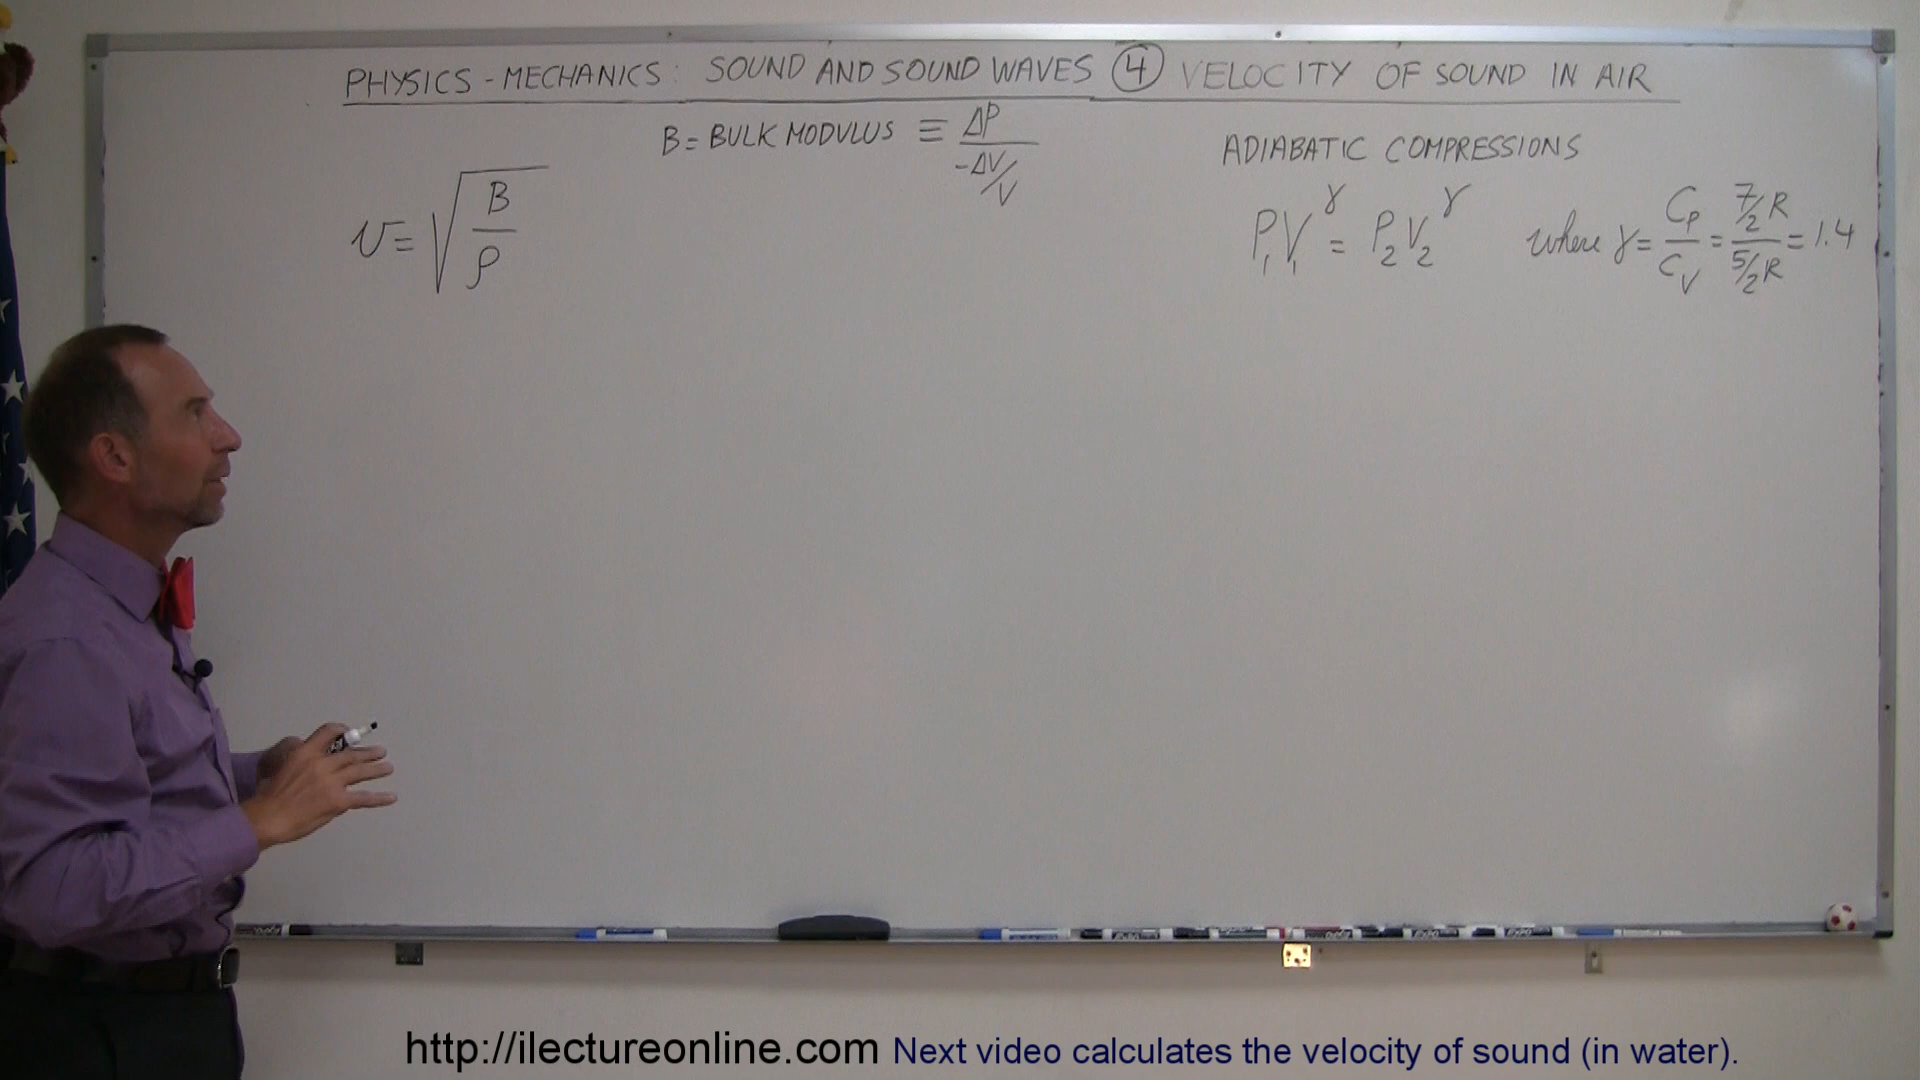 PHYSICS - MECHANICS: SOUND AND SOUND WAVES ④ VELOCITY OF SOUND IN AIR
B = BULK MODULUS ≡ ΔP / -ΔV/V
ADIABATIC COMPRESSIONS
v = √(B/ρ)
P₁V₁^γ = P₂V₂^γ where γ = C_P/C_V = 7/2 R / 5/2 R = 1.4
http://ilectureonline.com Next video calculates the velocity of sound (in water).